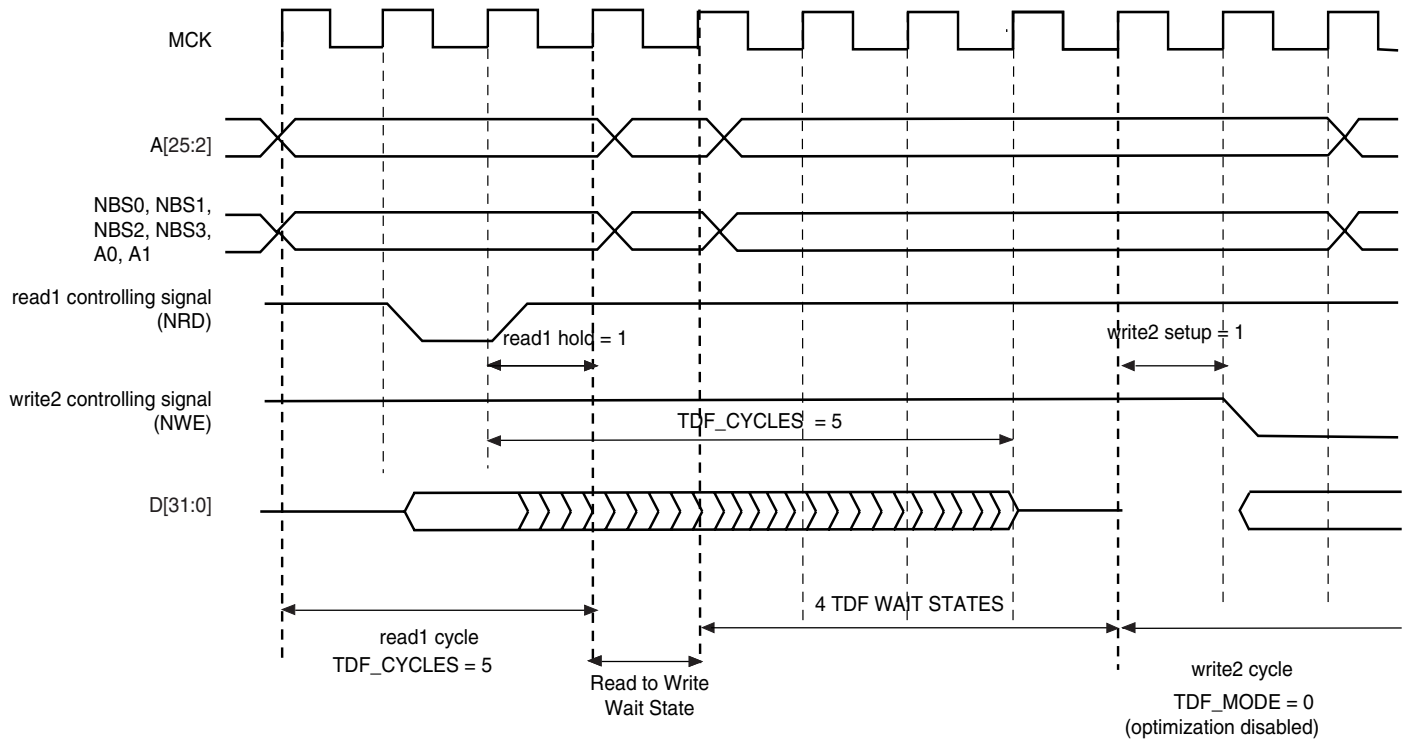 MCK
A[25:2]
NBS0, NBS1,
NBS2, NBS3,
A0, A1
read1 controlling signal
(NRD)
read1 hold = 1
write2 setup = 1
write2 controlling signal
(NWE)
TDF_CYCLES = 5
D[31:0]
4 TDF WAIT STATES
read1 cycle
TDF_CYCLES = 5
Read to Write
Wait State
write2 cycle
TDF_MODE = 0
(optimization disabled)